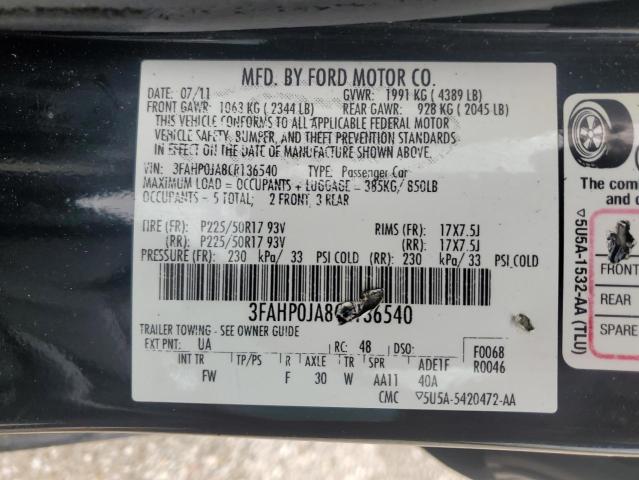 MFD. BY FORD MOTOR CO.
DATE: 07/11 GVWR: 1991 KG ( 4389 LB)
FRONT GAWR: 1063 KG ( 2344 LB) REAR GAWR: 928 KG ( 2045 LB)
THIS VEHICLE CONFORMS TO ALL APPLICABLE FEDERAL MOTOR
VEHICLE SAFETY, BUMPER, AND THEFT PREVENTION STANDARDS
IN EFFECT ON THE DATE OF MANUFACTURE SHOWN ABOVE.
VIN: 3FAHP0JA8CR136540 TYPE: Passenger Car
MAXIMUM LOAD = OCCUPANTS + LUGGAGE = 385KG/ 850LB
OCCUPANTS - 5 TOTAL; 2 FRONT, 3 REAR
TIRE (FR): P225/50R17 93V RIMS (FR): 17X7.5J
(RR): P225/50R17 93V (RR): 17X7.5J
PRESSURE (FR): 230 kPa/ 33 PSI COLD (RR): 230 kPa/ 33 PSI COLD
3FAHP0JA8CR136540
TRAILER TOWING - SEE OWNER GUIDE
EXT PNT: UA RC: 48 DSO: F0068
INT TR TP/PS R AXLE TR SPR ADE1F R0046
FW F 30 W AA11 40A
CMC ▽5U5A-5420472-AA
The com
and
▽5U5A-1532-AA (TLU)
FRONT
REAR
SPARE